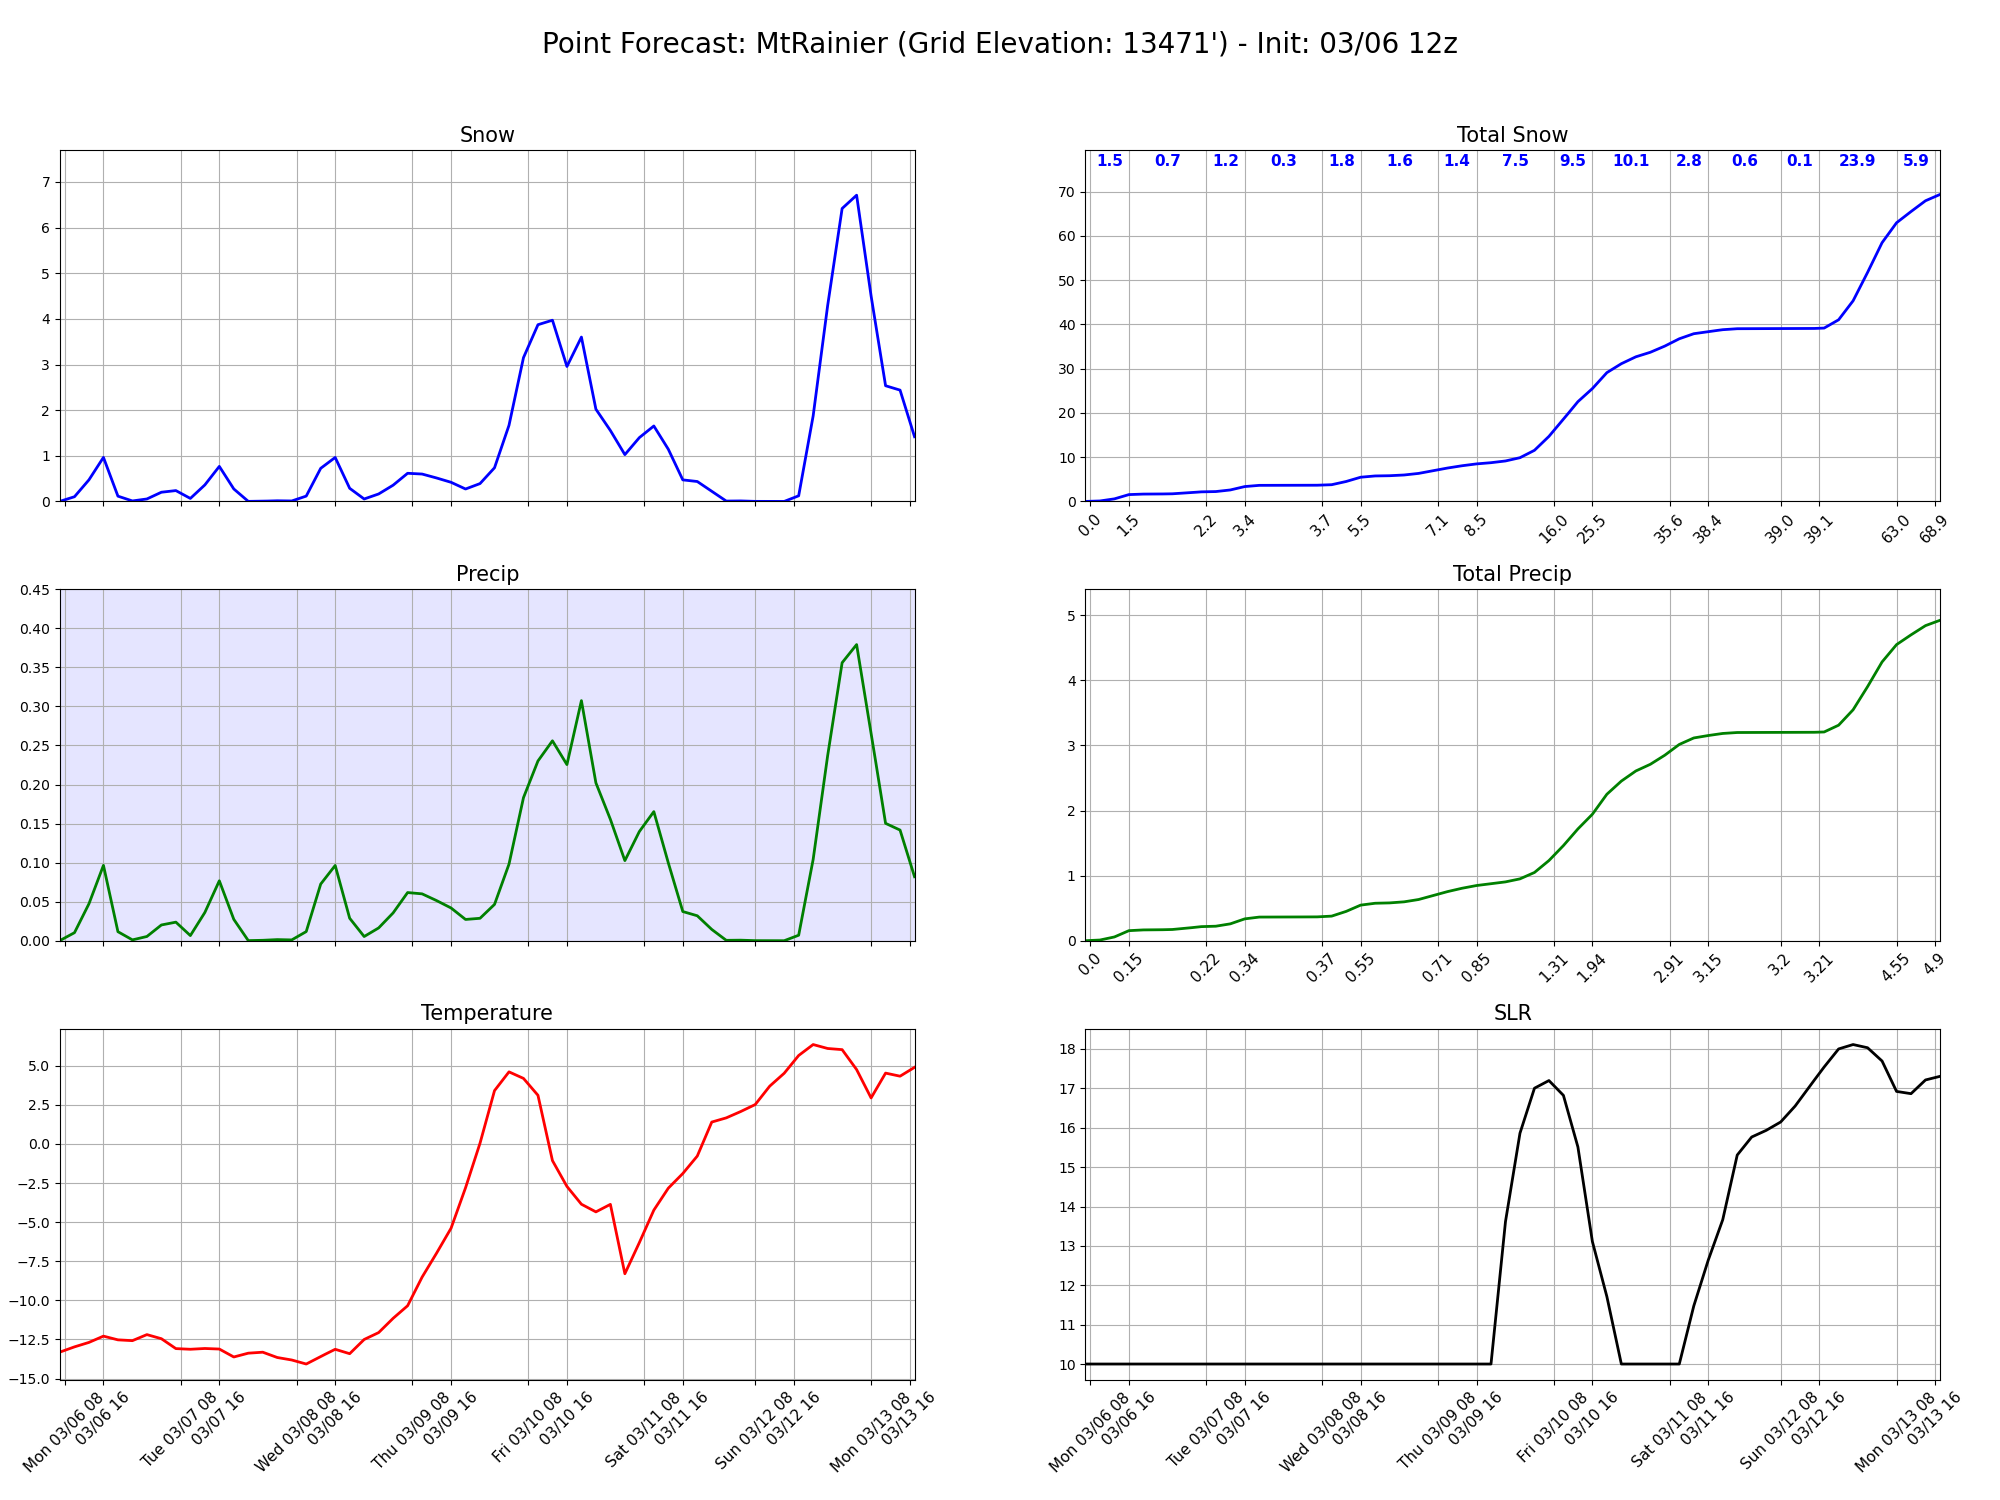 Point Forecast: MtRainier (Grid Elevation: 13471') - Init: 03/06 12z
Snow
7
6
5
4
3
2
1
0
Total Snow
1.5 0.7 1.2 0.3 1.8 1.6 1.4 7.5 9.5 10.1 2.8 0.6 0.1 23.9 5.9
70
60
50
40
30
20
10
0
0.0 1.5 2.2 3.4 3.7 5.5 7.1 8.5 16.0 25.5 35.6 38.4 39.0 39.1 63.0 68.9
Precip
0.45
0.40
0.35
0.30
0.25
0.20
0.15
0.10
0.05
0.00
Total Precip
5
4
3
2
1
0
0.0 0.15 0.22 0.34 0.37 0.55 0.71 0.85 1.31 1.94 2.91 3.15 3.2 3.21 4.55 4.9
Temperature
5.0
2.5
0.0
−2.5
−5.0
−7.5
−10.0
−12.5
−15.0
Mon 03/06 08
03/06 16
Tue 03/07 08
03/07 16
Wed 03/08 08
03/08 16
Thu 03/09 08
03/09 16
Fri 03/10 08
03/10 16
Sat 03/11 08
03/11 16
Sun 03/12 08
03/12 16
Mon 03/13 08
03/13 16
SLR
18
17
16
15
14
13
12
11
10
Mon 03/06 08
03/06 16
Tue 03/07 08
03/07 16
Wed 03/08 08
03/08 16
Thu 03/09 08
03/09 16
Fri 03/10 08
03/10 16
Sat 03/11 08
03/11 16
Sun 03/12 08
03/12 16
Mon 03/13 08
03/13 16